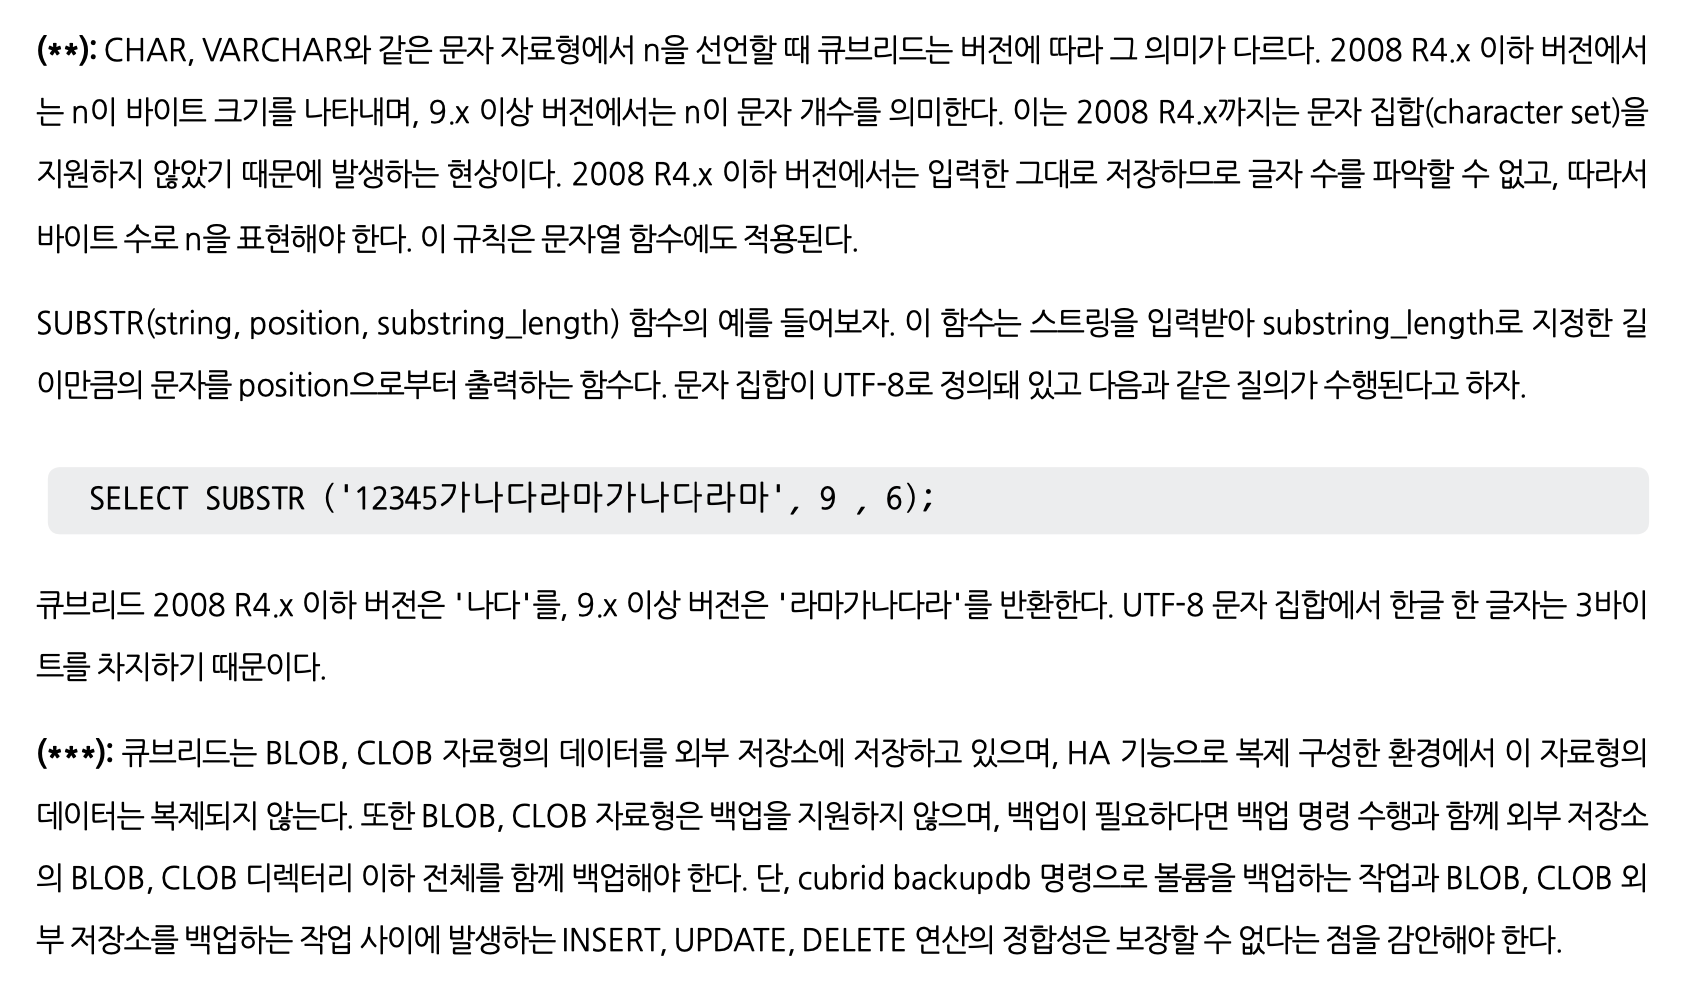 (**): CHAR, VARCHAR와 같은 문자 자료형에서 n을 선언할 때 큐브리드는 버전에 따라 그 의미가 다르다. 2008 R4.x 이하 버전에서
는 n이 바이트 크기를 나타내며, 9.x 이상 버전에서는 n이 문자 개수를 의미한다. 이는 2008 R4.x까지는 문자 집합(character set)을
지원하지 않았기 때문에 발생하는 현상이다. 2008 R4.x 이하 버전에서는 입력한 그대로 저장하므로 글자 수를 파악할 수 없고, 따라서
바이트 수로 n을 표현해야 한다. 이 규칙은 문자열 함수에도 적용된다.
SUBSTR(string, position, substring_length) 함수의 예를 들어보자. 이 함수는 스트링을 입력받아 substring_length로 지정한 길
이만큼의 문자를 position으로부터 출력하는 함수다. 문자 집합이 UTF-8로 정의돼 있고 다음과 같은 질의가 수행된다고 하자.
SELECT SUBSTR ('12345가나다라마가나다라마', 9 , 6);
큐브리드 2008 R4.x 이하 버전은 '나다'를, 9.x 이상 버전은 '라마가나다라'를 반환한다. UTF-8 문자 집합에서 한글 한 글자는 3바이
트를 차지하기 때문이다.
(***): 큐브리드는 BLOB, CLOB 자료형의 데이터를 외부 저장소에 저장하고 있으며, HA 기능으로 복제 구성한 환경에서 이 자료형의
데이터는 복제되지 않는다. 또한 BLOB, CLOB 자료형은 백업을 지원하지 않으며, 백업이 필요하다면 백업 명령 수행과 함께 외부 저장소
의 BLOB, CLOB 디렉터리 이하 전체를 함께 백업해야 한다. 단, cubrid backupdb 명령으로 볼륨을 백업하는 작업과 BLOB, CLOB 외
부 저장소를 백업하는 작업 사이에 발생하는 INSERT, UPDATE, DELETE 연산의 정합성은 보장할 수 없다는 점을 감안해야 한다.